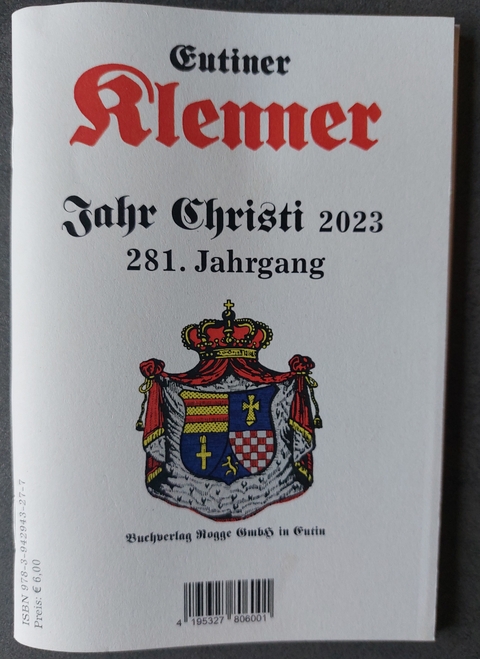 Eutiner
Klenner
Jahr Christi 2023
281. Jahrgang
Buchverlag Rogge GmbH in Eutin
ISBN 978-3-942943-27-7
Preis: € 6,00
4 195327 806001